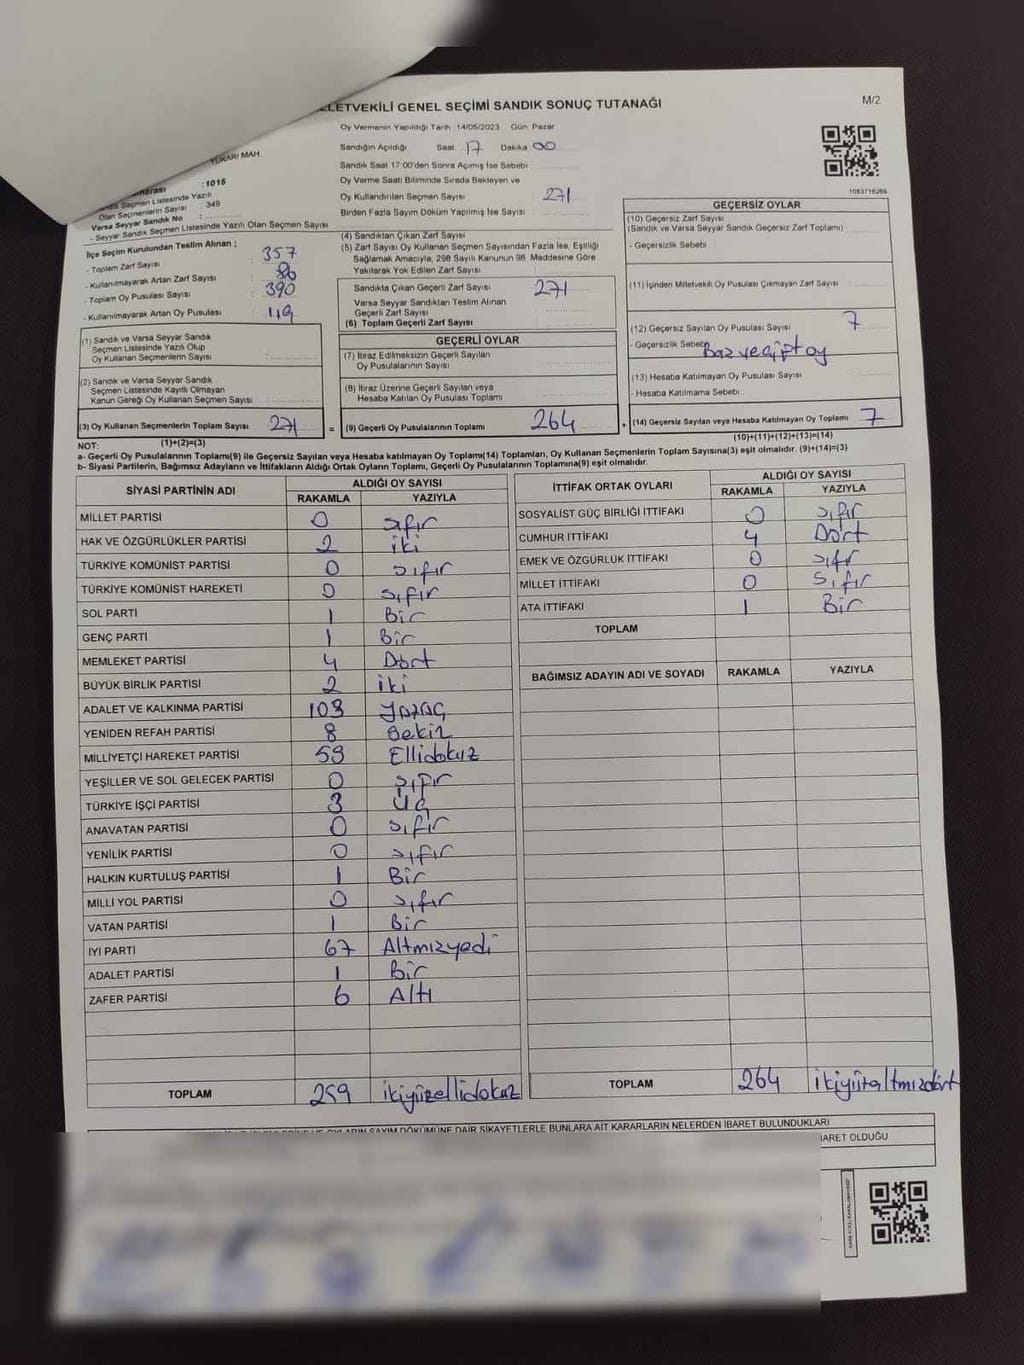 LETVEKİLİ GENEL SEÇİMİ SANDIK SONUÇ TUTANAĞI
M/2
Oy Vermenin Yapıldığı Tarih 14/05/2023 Gün: Pazar
Sandığın Açıldığı Saat 17 Dakika 00
YUKARI MAH
Sandık Saat 17:00'den Sonra Açılmış İse Sebebi
Oy Verme Saati Bitiminde Sırada Bekleyen ve
Oy Kullandırılan Seçmen Sayısı 271
Birden Fazla Sayım Döküm Yapılmış İse Sayısı
:1015
Sandık Seçmen Listesinde Yazılı
Olan Seçmenlerin Sayısı : 349
Varsa Seyyar Sandık No :
- Seyyar Sandık Seçmen Listesinde Yazılı Olan Seçmen Sayısı
İlçe Seçim Kurulundan Teslim Alınan ;
- Toplam Zarf Sayısı : 357
- Kullanılmayarak Artan Zarf Sayısı : 86
- Toplam Oy Pusulası Sayısı : 390
- Kullanılmayarak Artan Oy Pusulası : 119
(4) Sandıktan Çıkan Zarf Sayısı
(5) Zarf Sayısı Oy Kullanan Seçmen Sayısından Fazla İse, Eşitliği
Sağlamak Amacıyla, 298 Sayılı Kanunun 98. Maddesine Göre
Yakılarak Yok Edilen Zarf Sayısı
Sandıkta Çıkan Geçerli Zarf Sayısı 271
Varsa Seyyar Sandıktan Teslim Alınan
Geçerli Zarf Sayısı
(6) Toplam Geçerli Zarf Sayısı
GEÇERSİZ OYLAR
(10) Geçersiz Zarf Sayısı
(Sandık ve Varsa Seyyar Sandık Geçersiz Zarf Toplamı)
- Geçersizlik Sebebi
(11) İçinden Milletvekili Oy Pusulası Çıkmayan Zarf Sayısı
(12) Geçersiz Sayılan Oy Pusulası Sayısı 7
- Geçersizlik Sebebi
(13) Hesaba Katılmayan Oy Pusulası Sayısı
- Hesaba Katılmama Sebebi
(14) Geçersiz Sayılan veya Hesaba Katılmayan Oy Toplamı 7
(10)+(11)+(12)+(13)=(14)
(1) Sandık ve Varsa Seyyar Sandık
Seçmen Listesinde Yazılı Olup
Oy Kullanan Seçmenlerin Sayısı :
(2) Sandık ve Varsa Seyyar Sandık
Seçmen Listesinde Kayıtlı Olmayan
Kanun Gereği Oy Kullanan Seçmen Sayısı :
(3) Oy Kullanan Seçmenlerin Toplam Sayısı 271
(1)+(2)=(3)
=
GEÇERLİ OYLAR
(7) İtiraz Edilmeksizin Geçerli Sayılan
Oy Pusulalarının Sayısı
(8) İtiraz Üzerine Geçerli Sayılan veya
Hesaba Katılan Oy Pusulası Toplamı
(9) Geçerli Oy Pusulalarının Toplamı 264
+
NOT:
a- Geçerli Oy Pusulalarının Toplamı(9) ile Geçersiz Sayılan veya Hesaba katılmayan Oy Toplamı(14) Toplamları, Oy Kullanan Seçmenlerin Toplam Sayısına(3) eşit olmalıdır. (9)+(14)=(3)
b- Siyasi Partilerin, Bağımsız Adayların ve İttifakların Aldığı Ortak Oyların Toplamı, Geçerli Oy Pusulalarının Toplamına(9) eşit olmalıdır.
SİYASİ PARTİNİN ADI ALDIĞI OY SAYISI
RAKAMLA YAZIYLA
MİLLET PARTİSİ 0 sıfır
HAK VE ÖZGÜRLÜKLER PARTİSİ 2 iki
TÜRKİYE KOMÜNİST PARTİSİ 0 sıfır
TÜRKİYE KOMÜNİST HAREKETİ 0 sıfır
SOL PARTİ 1 Bir
GENÇ PARTİ 1 Bir
MEMLEKET PARTİSİ 4 Dört
BÜYÜK BİRLİK PARTİSİ 2 iki
ADALET VE KALKINMA PARTİSİ 103
YENİDEN REFAH PARTİSİ 8 Sekiz
MİLLİYETÇİ HAREKET PARTİSİ 59 Ellidokuz
YEŞİLLER VE SOL GELECEK PARTİSİ 0 sıfır
TÜRKİYE İŞÇİ PARTİSİ 3 üç
ANAVATAN PARTİSİ 0 sıfır
YENİLİK PARTİSİ 0 sıfır
HALKIN KURTULUŞ PARTİSİ 1 Bir
MİLLİ YOL PARTİSİ 0 sıfır
VATAN PARTİSİ 1 Bir
İYİ PARTİ 67 Altmızyedi
ADALET PARTİSİ 1 Bir
ZAFER PARTİSİ 6 Altı
TOPLAM 259 ikiyüzellidokuz
İTTİFAK ORTAK OYLARI ALDIĞI OY SAYISI
RAKAMLA YAZIYLA
SOSYALİST GÜÇ BİRLİĞİ İTTİFAKI 0 sıfır
CUMHUR İTTİFAKI 4 Dört
EMEK VE ÖZGÜRLÜK İTTİFAKI 0 sıfır
MİLLET İTTİFAKI 0 Sıfır
ATA İTTİFAKI 1 Bir
TOPLAM
BAĞIMSIZ ADAYIN ADI VE SOYADI RAKAMLA YAZIYLA
TOPLAM 264 ikiyüzaltmızdört
OYLARIN SAYIM DÖKÜMÜNE DAİR ŞİKAYETLERLE BUNLARA AİT KARARLARIN NELERDEN İBARET BULUNDUKLARI
BARET OLDUĞU